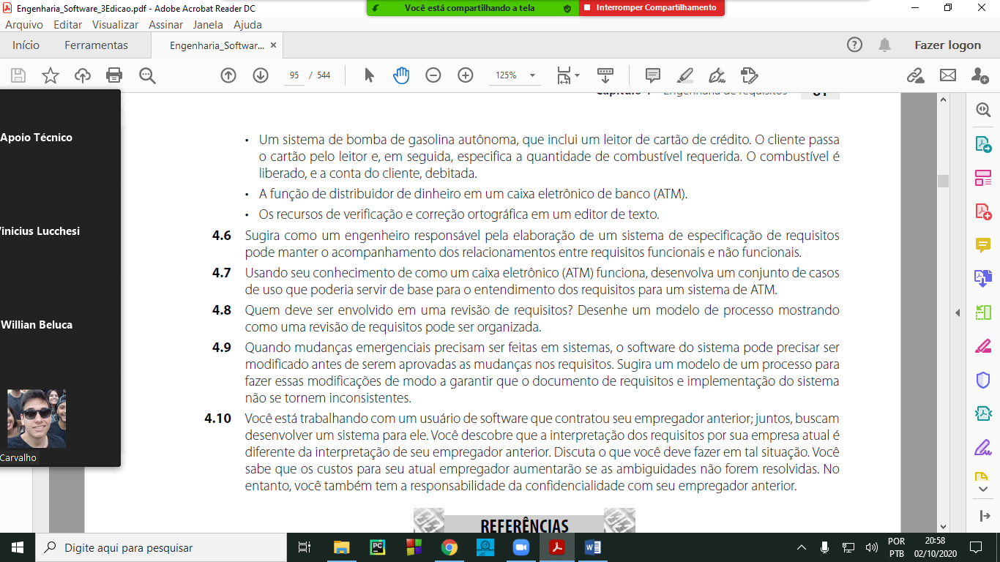 Engenharia_Software_3Edicao.pdf - Adobe Acrobat Reader DC
Você está compartilhando a tela
Interromper Compartilhamento
Arquivo Editar Visualizar Assinar Janela Ajuda
Início Ferramentas Engenharia_Softwar... × Fazer logon
95 / 544 125%
Capítulo 4 Engenharia de requisitos 81
Apoio Técnico
Vinicius Lucchesi
Willian Beluca
Carvalho
• Um sistema de bomba de gasolina autônoma, que inclui um leitor de cartão de crédito. O cliente passa
o cartão pelo leitor e, em seguida, especifica a quantidade de combustível requerida. O combustível é
liberado, e a conta do cliente, debitada.
• A função de distribuidor de dinheiro em um caixa eletrônico de banco (ATM).
• Os recursos de verificação e correção ortográfica em um editor de texto.
4.6 Sugira como um engenheiro responsável pela elaboração de um sistema de especificação de requisitos
pode manter o acompanhamento dos relacionamentos entre requisitos funcionais e não funcionais.
4.7 Usando seu conhecimento de como um caixa eletrônico (ATM) funciona, desenvolva um conjunto de casos
de uso que poderia servir de base para o entendimento dos requisitos para um sistema de ATM.
4.8 Quem deve ser envolvido em uma revisão de requisitos? Desenhe um modelo de processo mostrando
como uma revisão de requisitos pode ser organizada.
4.9 Quando mudanças emergenciais precisam ser feitas em sistemas, o software do sistema pode precisar ser
modificado antes de serem aprovadas as mudanças nos requisitos. Sugira um modelo de um processo para
fazer essas modificações de modo a garantir que o documento de requisitos e implementação do sistema
não se tornem inconsistentes.
4.10 Você está trabalhando com um usuário de software que contratou seu empregador anterior; juntos, buscam
desenvolver um sistema para ele. Você descobre que a interpretação dos requisitos por sua empresa atual é
diferente da interpretação de seu empregador anterior. Discuta o que você deve fazer em tal situação. Você
sabe que os custos para seu atual empregador aumentarão se as ambiguidades não forem resolvidas. No
entanto, você também tem a responsabilidade da confidencialidade com seu empregador anterior.
REFERÊNCIAS
Digite aqui para pesquisar
POR
PTB
20:58
02/10/2020